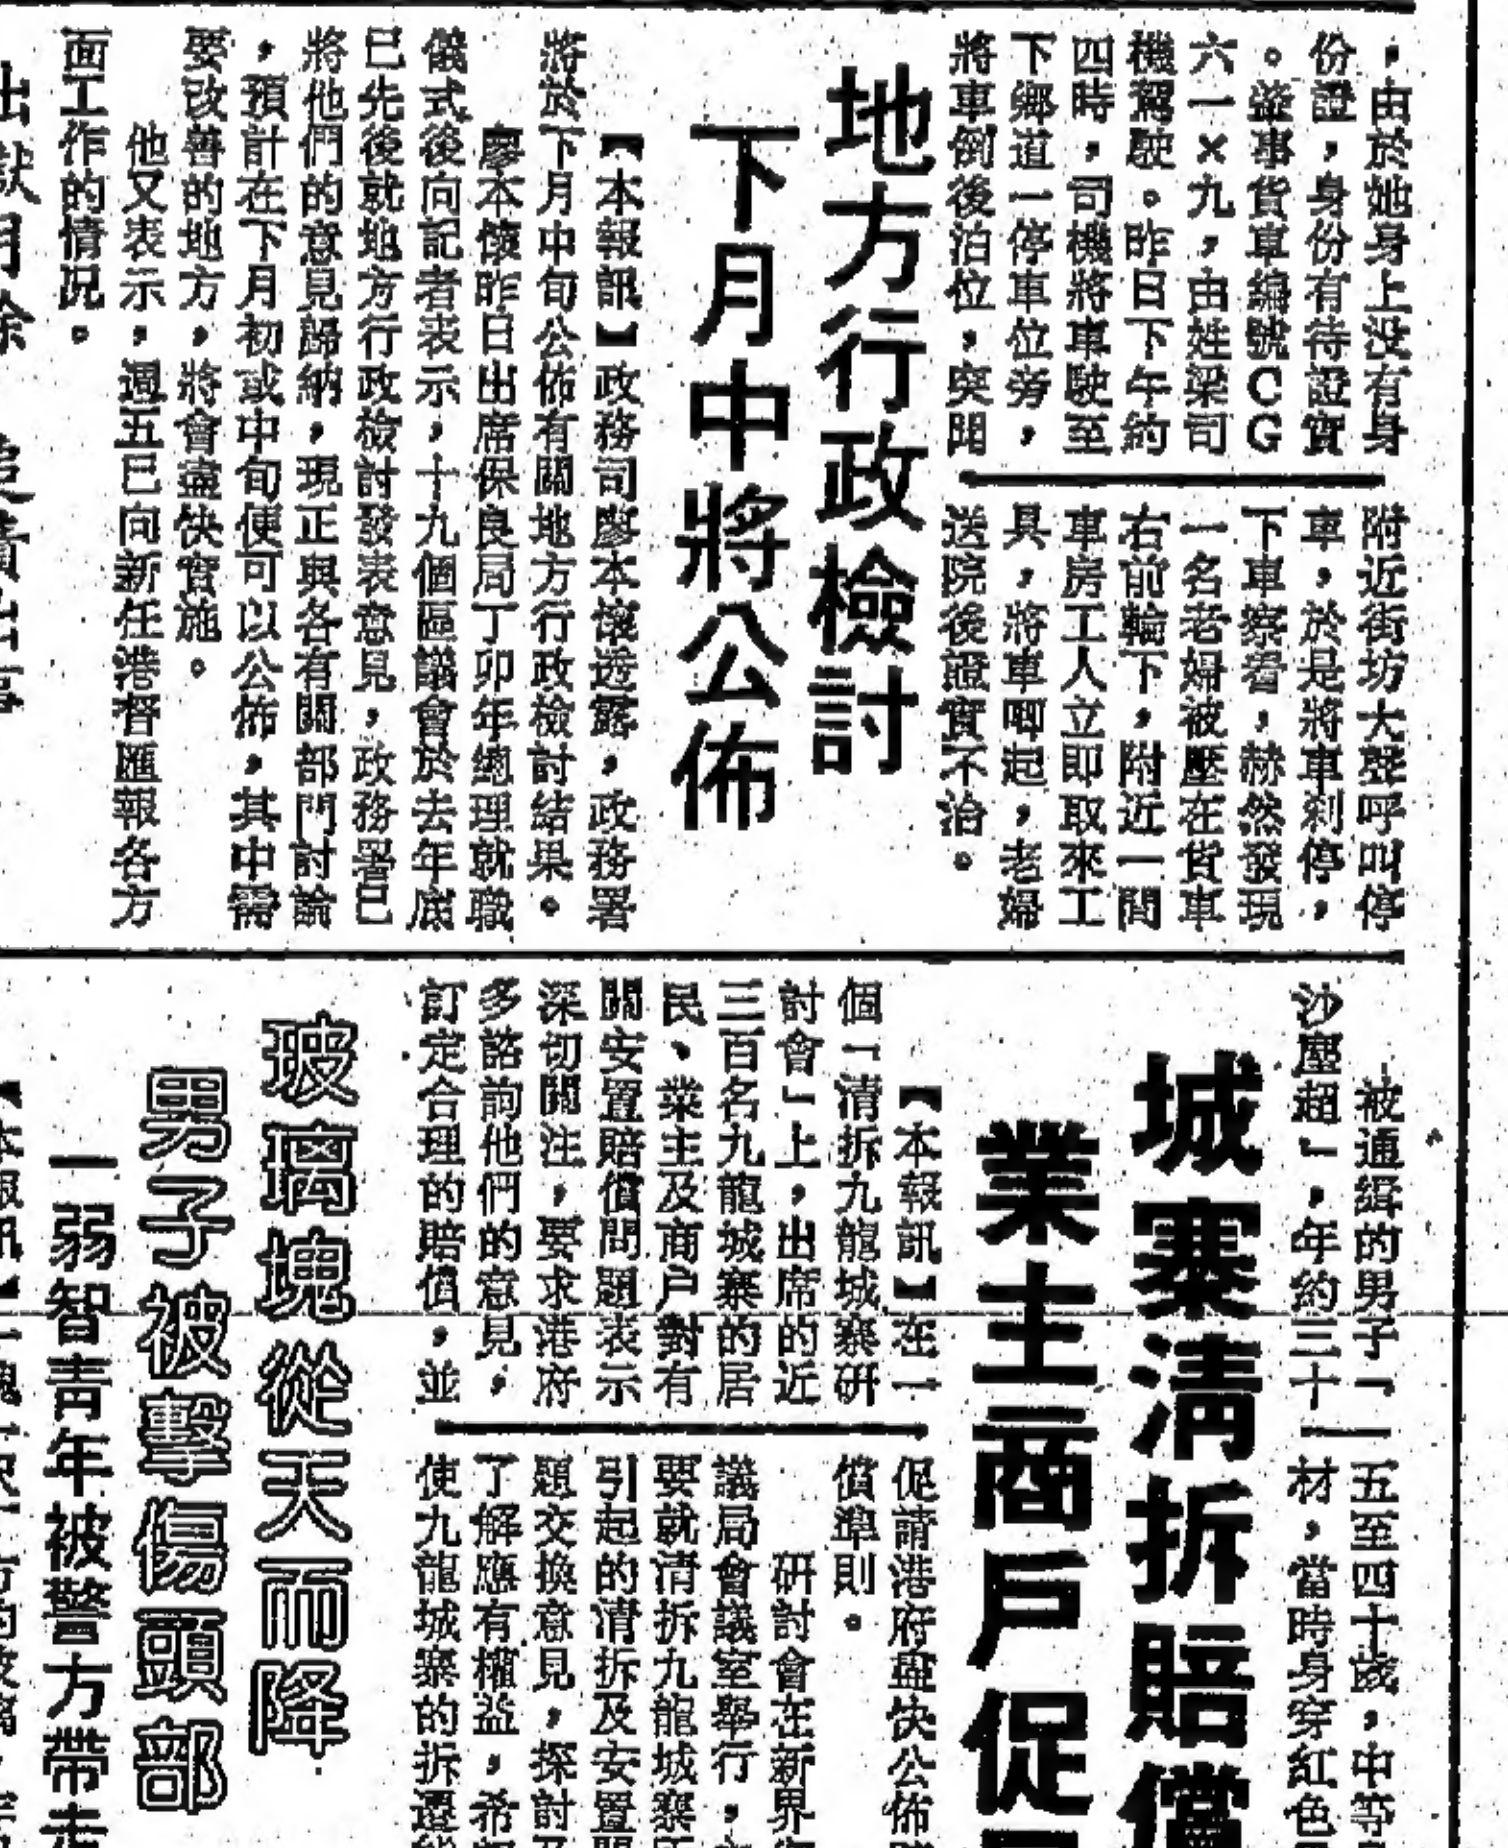 ，由於她身上没有身
份證，身份有待證實
。肇事貨車編號ＣＧ
六一×九，由姓梁司
機駕駛。昨日下午約
四時，司機將車駛至
下鄉道一停車位旁，
將車倒後泊位，突聞
附近街坊大聲呼叫停
車，於是將車刹停，
下車察看，赫然發現
一名老婦被壓在貨車
右前輪下，附近一間
車房工人立即取來工
具，將車唧起，老婦
送院後證實不治。
地方行政檢討
下月中將公佈
【本報訊】政務司廖本懷透露，政務署
將於下月中旬公佈有關地方行政檢討結果。
廖本懷昨日出席保良局丁卯年總理就職
儀式後向記者表示，十九個區議會於去年底
已先後就地方行政檢討發表意見，政務署已
將他們的意見歸納，現正與各有關部門討論
，預計在下月初或中旬便可以公佈，其中需
要改善的地方，將會盡快實施。
他又表示，週五已向新任港督匯報各方
面工作的情况。
被通緝的男子「
沙塵超」，年約三十
五至四十歲，中等
材，當時身穿紅色
城寨清拆賠償
業主商戶促
【本報訊】在一
個「清拆九龍城寨研
討會」上，出席的近
三百名九龍城寨的居
民、業主及商户對有
關安置賠償問題表示
深切關注，要求港府
多諮詢他們的意見，
訂定合理的賠值，並
促請港府盡快公佈
償準則。
研討會在新界
議局會議室舉行，
要就清拆九龍城寨
引起的清拆及安置
題交換意見，探討
了解應有權益，希
使九龍城寨的拆遷
玻璃塊從天而降
男子被擊傷頭部
一弱智青年被警方帶走